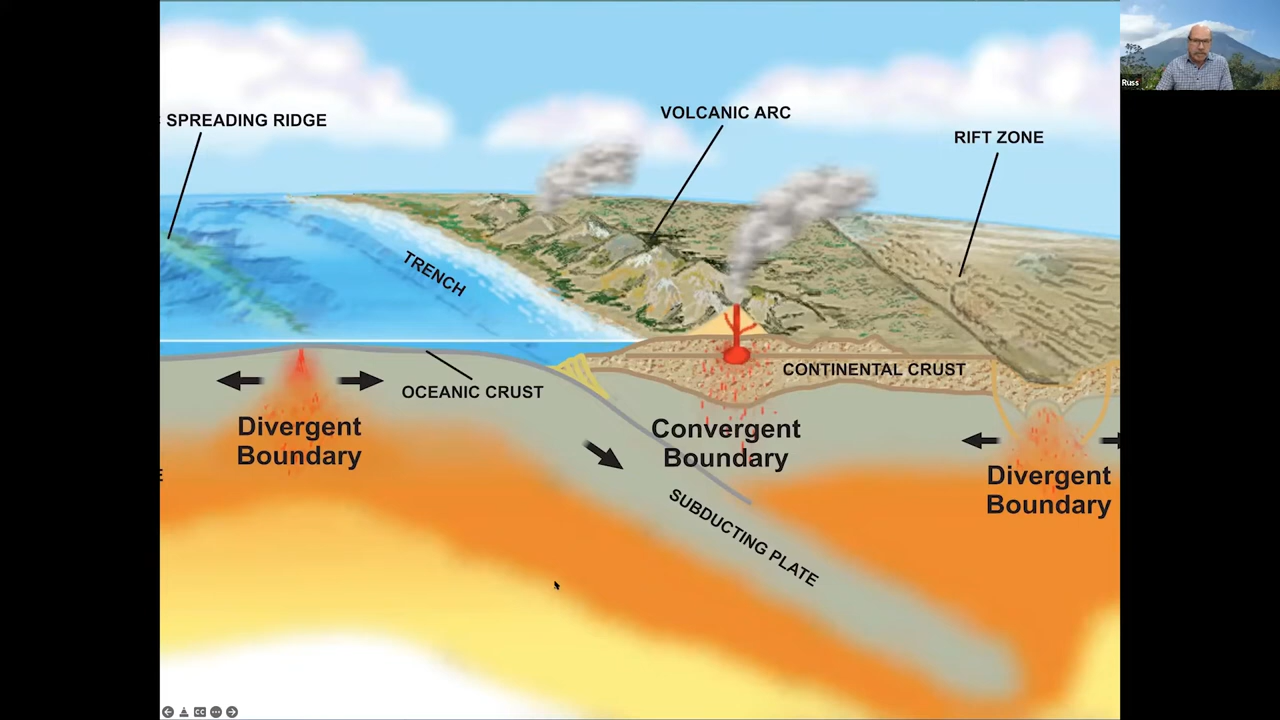 Russ
VOLCANIC ARC
SPREADING RIDGE
RIFT ZONE
TRENCH
CONTINENTAL CRUST
OCEANIC CRUST
Divergent
Boundary
Convergent
Boundary
Divergent
Boundary
E
SUBDUCTING PLATE
CC